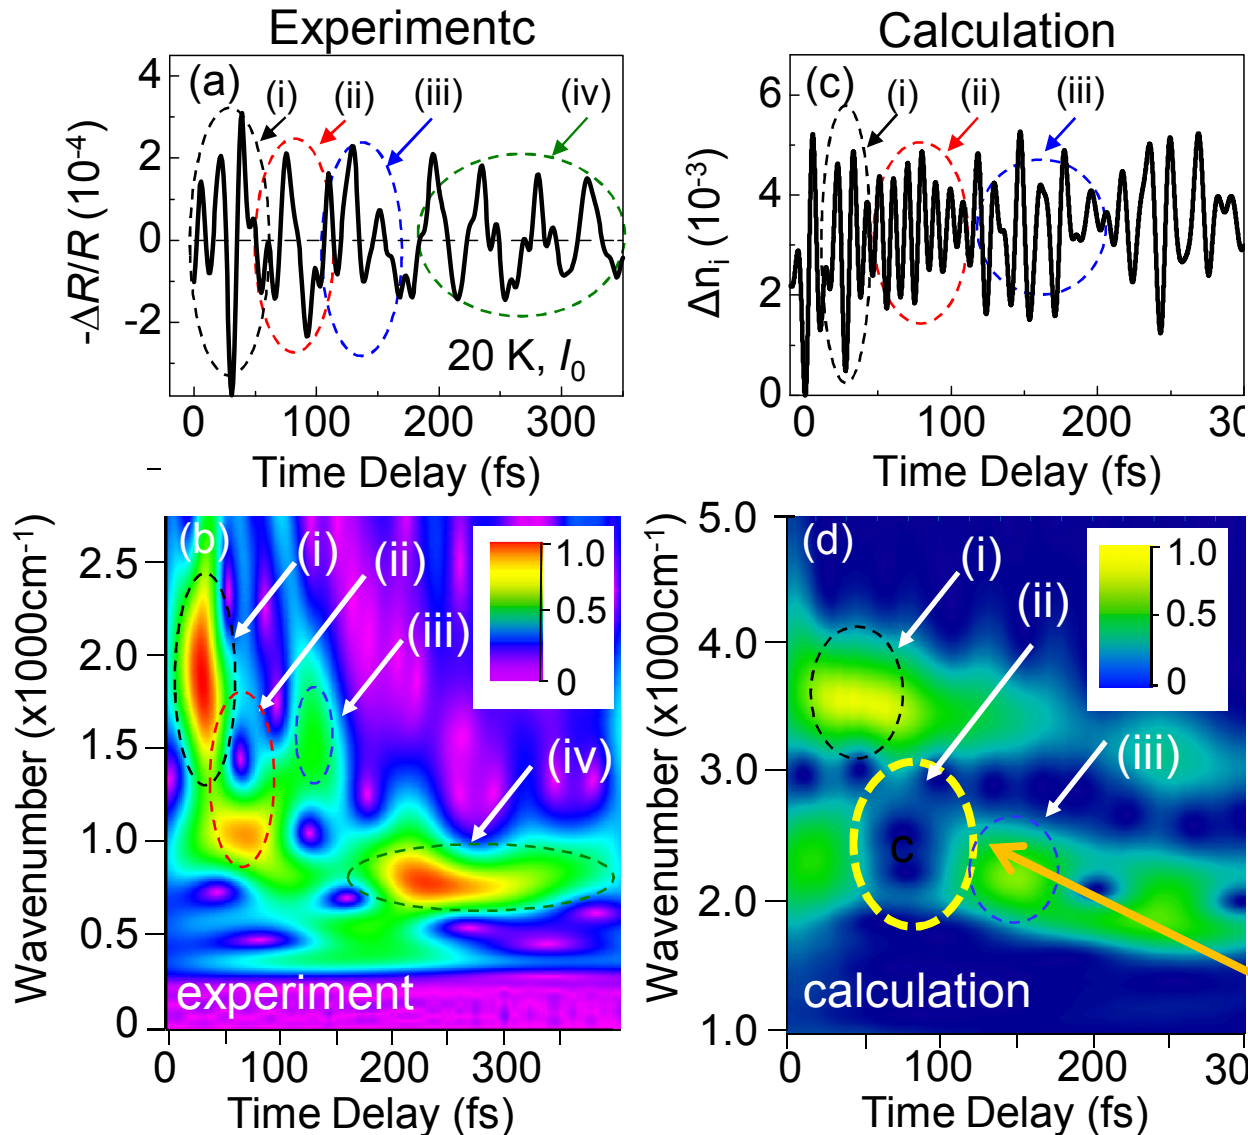 Experimentc
Calculation
(a)
(i)
(ii)
(iii)
(iv)
4
2
0
-2
-ΔR/R (10-4)
20 K, I0
0
100
200
300
Time Delay (fs)
(c)
(i)
(ii)
(iii)
6
4
2
0
Δni (10-3)
0
100
200
300
Time Delay (fs)
(b)
(i)
(ii)
(iii)
(iv)
1.0
0.5
0
2.5
2.0
1.5
1.0
0.5
0
Wavenumber (x1000cm-1)
experiment
0
100
200
300
Time Delay (fs)
(d)
(i)
(ii)
(iii)
1.0
0.5
0
5.0
4.0
3.0
2.0
1.0
Wavenumber (x1000cm-1)
c
calculation
0
100
200
30
Time Delay (fs)